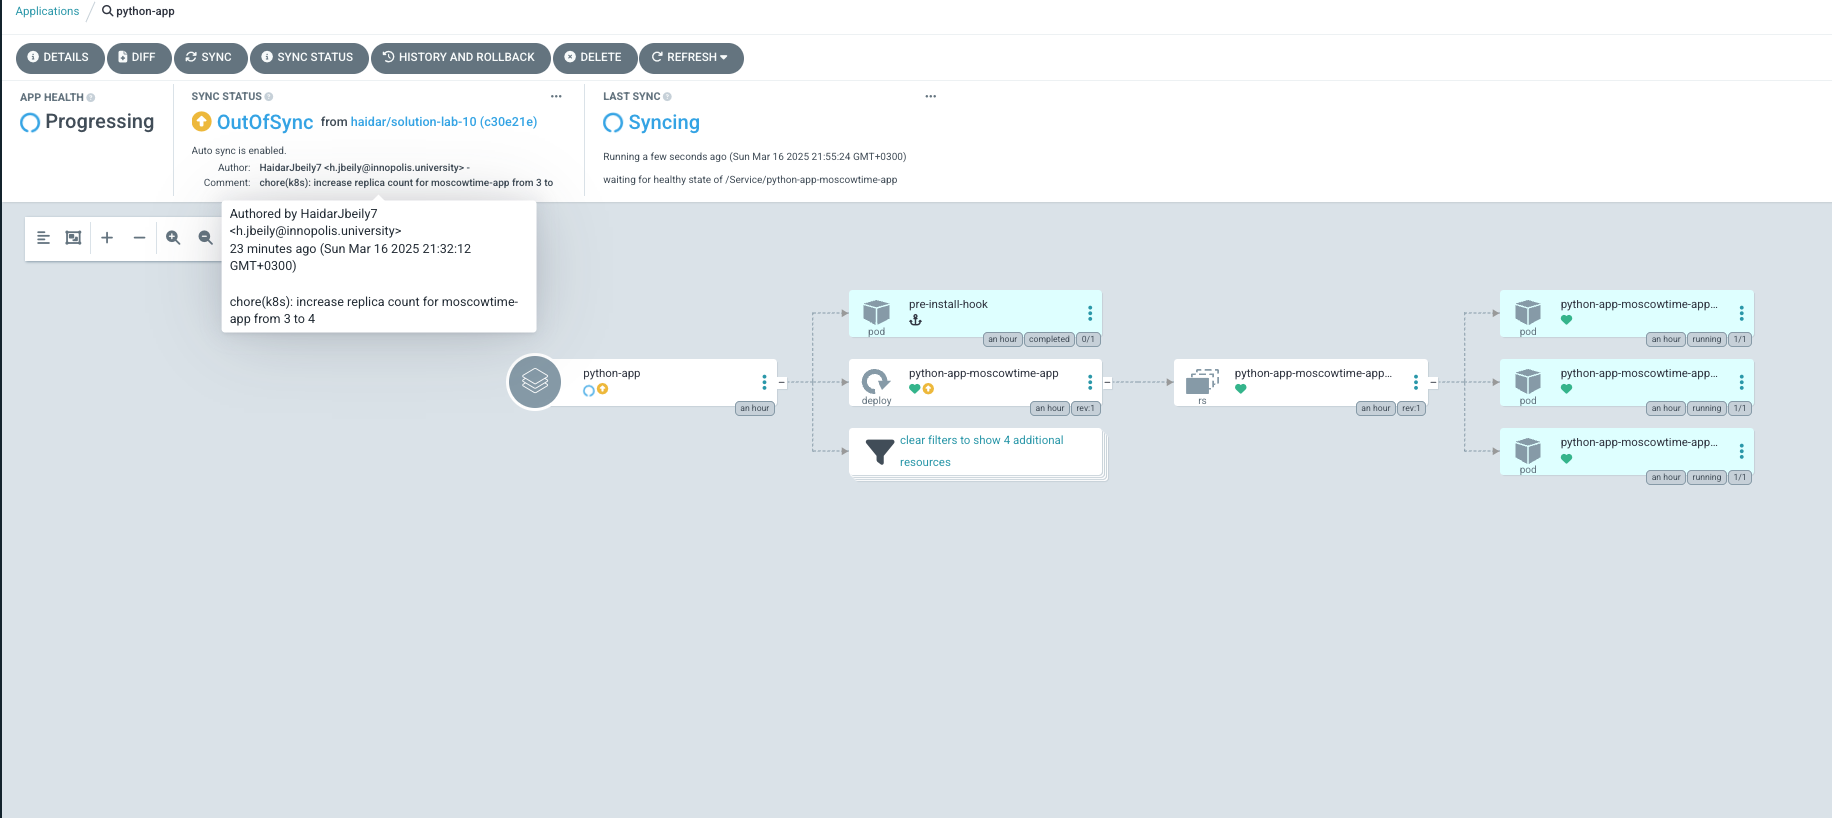 Applications / python-app
DETAILS DIFF SYNC SYNC STATUS HISTORY AND ROLLBACK DELETE REFRESH
APP HEALTH
Progressing
SYNC STATUS
OutOfSync from haidar/solution-lab-10 (c30e21e)
Auto sync is enabled.
Author: HaidarJbeily7 <h.jbeily@innopolis.university> -
Comment: chore(k8s): increase replica count for moscowtime-app from 3 to
LAST SYNC
Syncing
Running a few seconds ago (Sun Mar 16 2025 21:55:24 GMT+0300)
waiting for healthy state of /Service/python-app-moscowtime-app
Authored by HaidarJbeily7
<h.jbeily@innopolis.university>
23 minutes ago (Sun Mar 16 2025 21:32:12
GMT+0300)
chore(k8s): increase replica count for moscowtime-
app from 3 to 4
python-app
an hour
pre-install-hook
pod
an hour completed 0/1
python-app-moscowtime-app
deploy
an hour rev:1
clear filters to show 4 additional
resources
python-app-moscowtime-app...
rs
an hour rev:1
python-app-moscowtime-app...
pod
an hour running 1/1
python-app-moscowtime-app...
pod
an hour running 1/1
python-app-moscowtime-app...
pod
an hour running 1/1